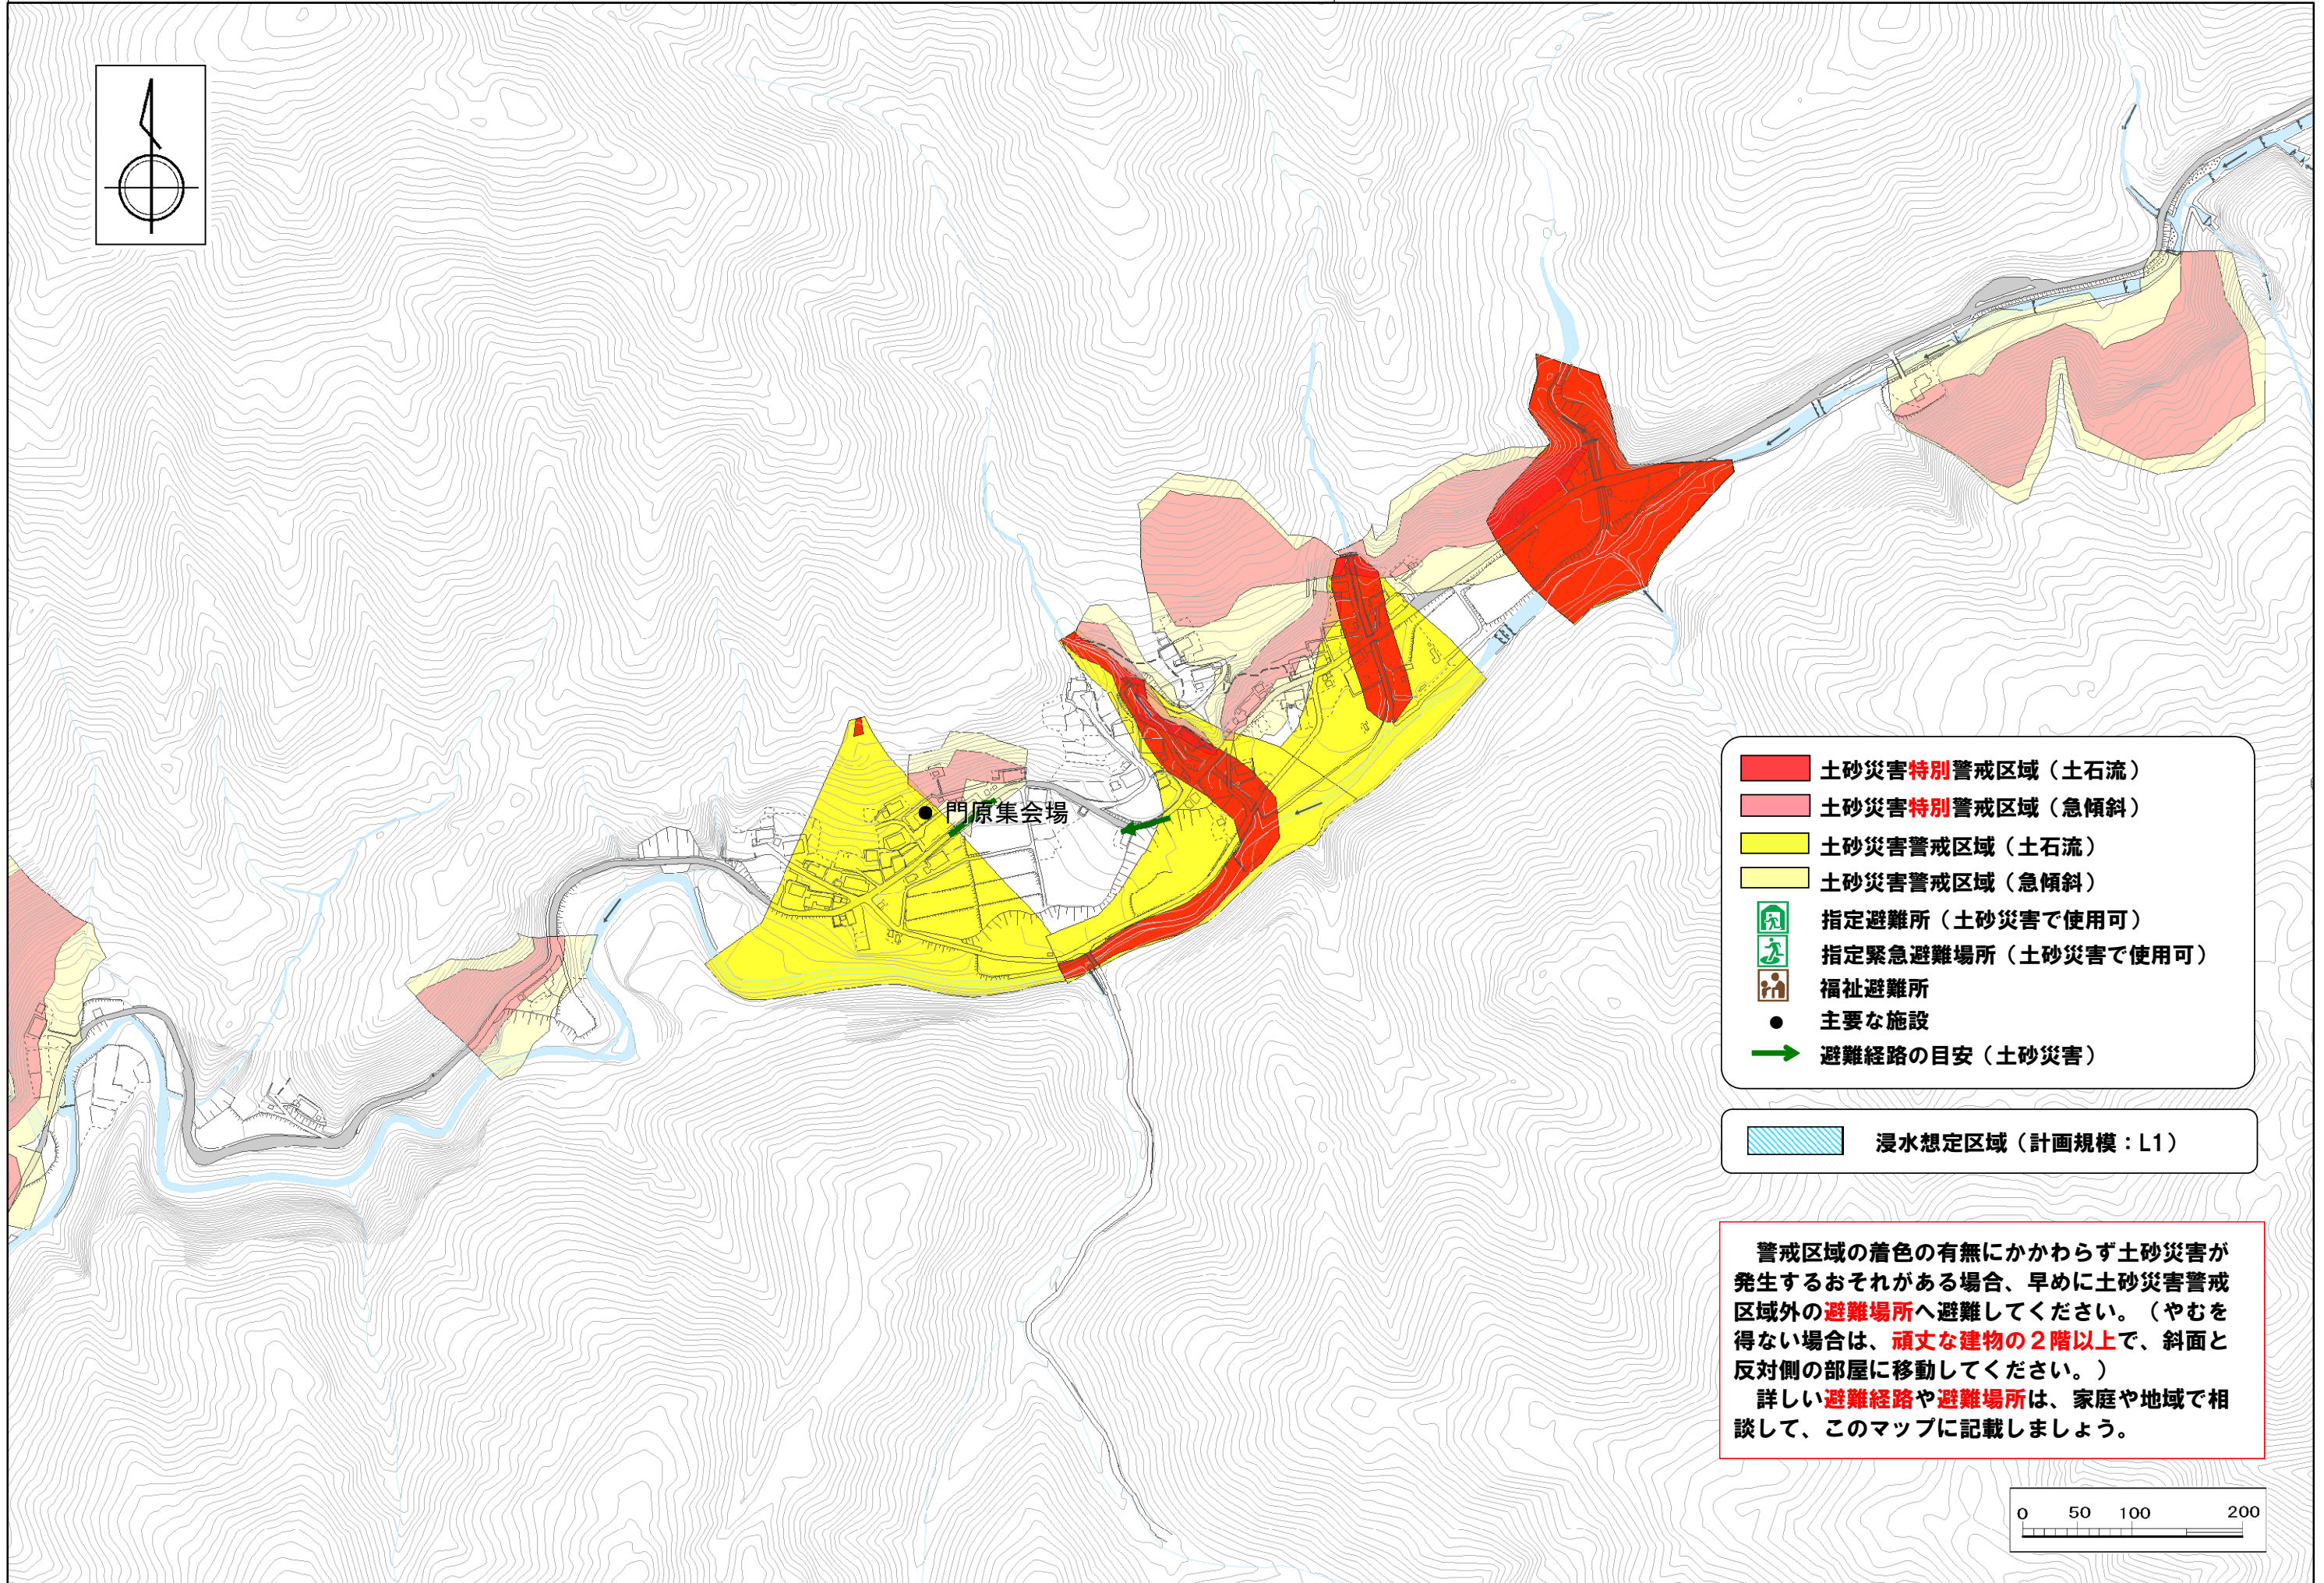 門原集会場
土砂災害特別警戒区域（土石流）
土砂災害特別警戒区域（急傾斜）
土砂災害警戒区域（土石流）
土砂災害警戒区域（急傾斜）
指定避難所（土砂災害で使用可）
指定緊急避難場所（土砂災害で使用可）
福祉避難所
主要な施設
避難経路の目安（土砂災害）
浸水想定区域（計画規模：L1）
警戒区域の着色の有無にかかわらず土砂災害が
発生するおそれがある場合、早めに土砂災害警戒
区域外の避難場所へ避難してください。（やむを
得ない場合は、頑丈な建物の２階以上で、斜面と
反対側の部屋に移動してください。）
詳しい避難経路や避難場所は、家庭や地域で相
談して、このマップに記載しましょう。
0 50 100 200